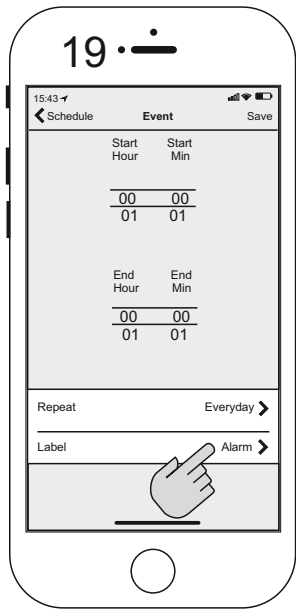 19
15:43
Schedule Event Save
Start Start
Hour Min
00 00
01 01
End End
Hour Min
00 00
01 01
Repeat Everyday
Label Alarm